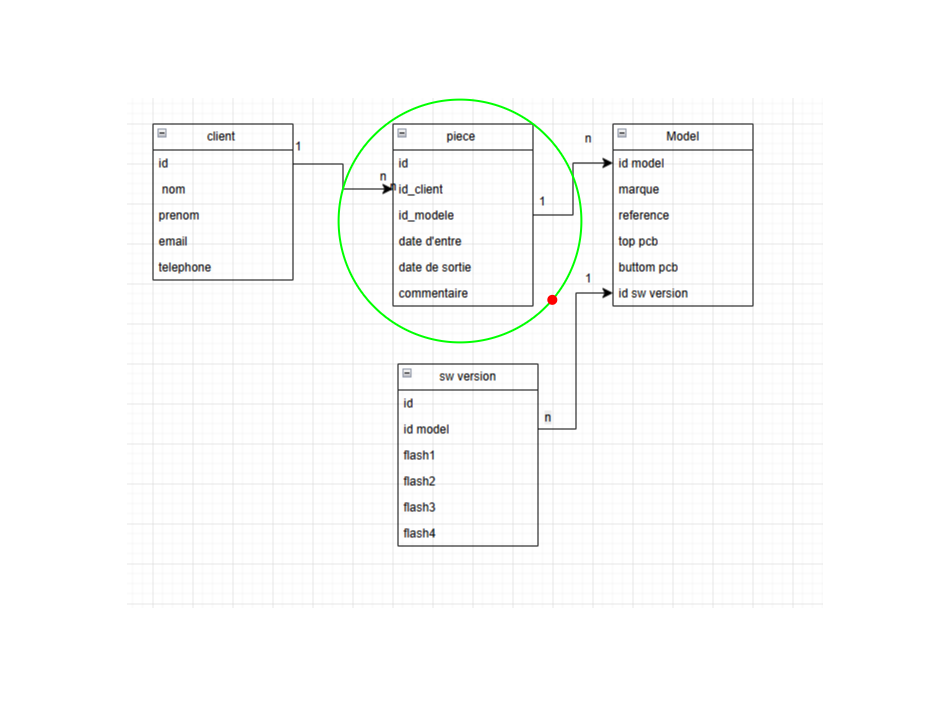 client
id
nom
prenom
email
telephone
1
n
n
piece
id
id_client
id_modele
date d'entre
date de sortie
commentaire
1
n
Model
id model
marque
reference
top pcb
buttom pcb
id sw version
1
sw version
id
id model
flash1
flash2
flash3
flash4
n